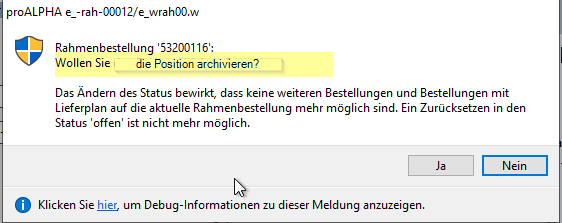 proALPHA e_-rah-00012/e_wrah00.w
Rahmenbestellung '53200116':
Wollen Sie die Position archivieren?
Das Ändern des Status bewirkt, dass keine weiteren Bestellungen und Bestellungen mit
Lieferplan auf die aktuelle Rahmenbestellung mehr möglich sind. Ein Zurücksetzen in den
Status 'offen' ist nicht mehr möglich.
Ja Nein
Klicken Sie hier, um Debug-Informationen zu dieser Meldung anzuzeigen.